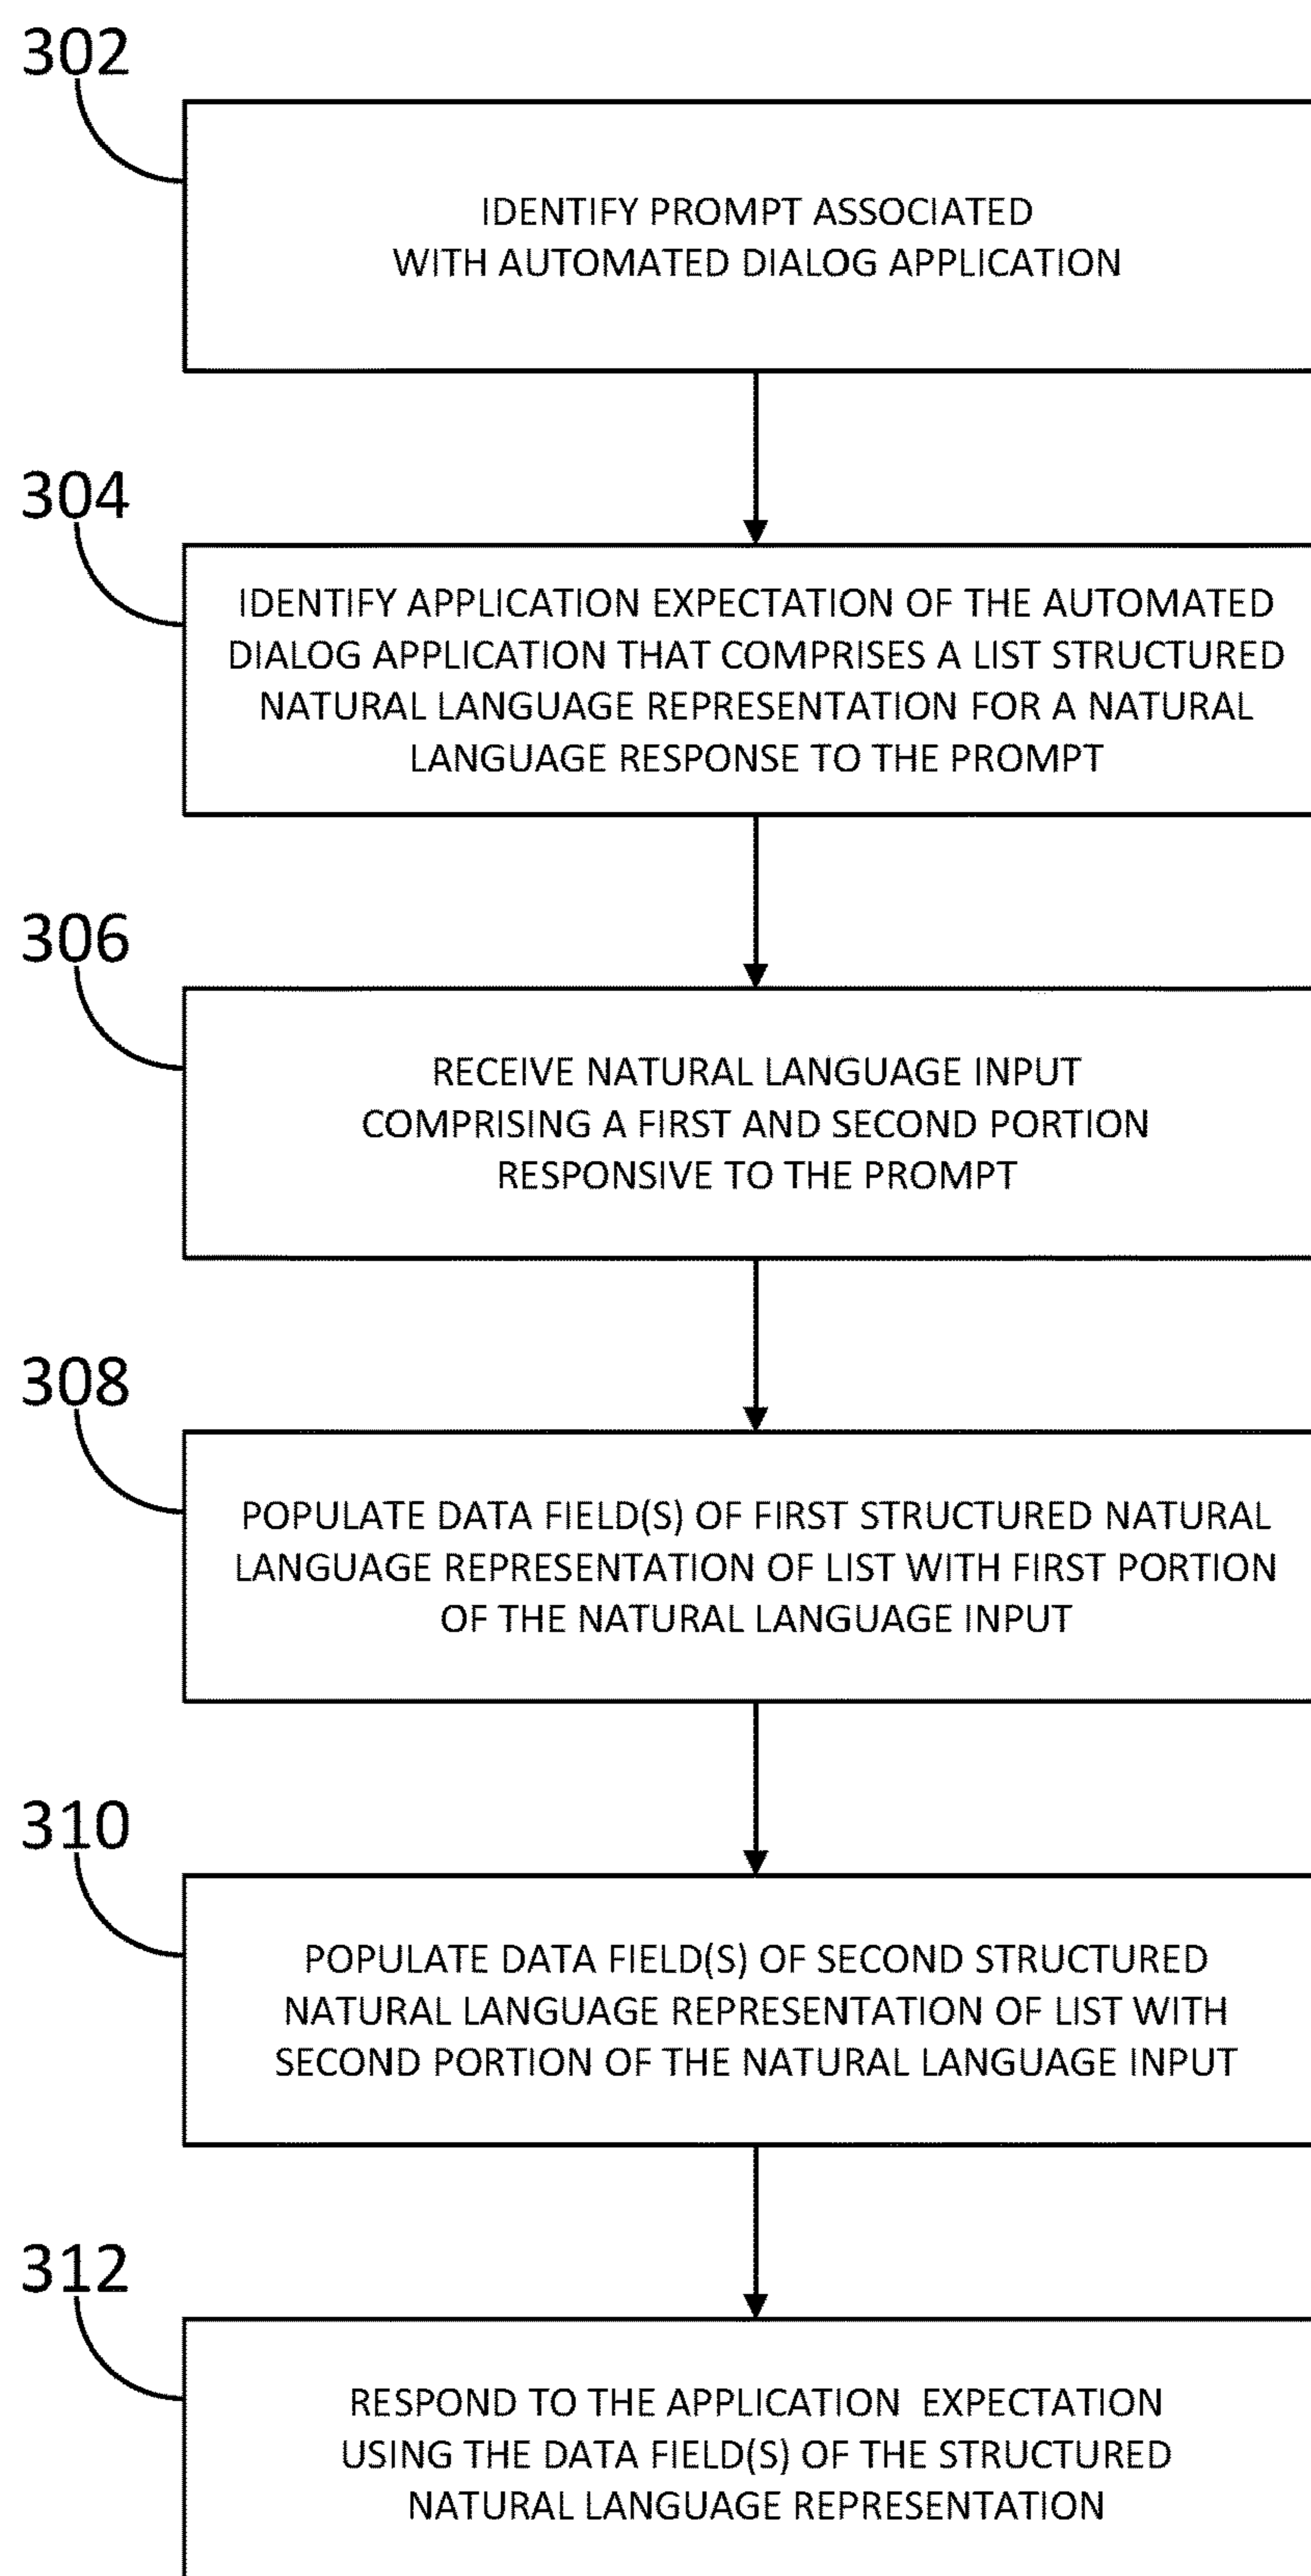 302
IDENTIFY PROMPT ASSOCIATED
WITH AUTOMATED DIALOG APPLICATION
304
IDENTIFY APPLICATION EXPECTATION OF THE AUTOMATED
DIALOG APPLICATION THAT COMPRISES A LIST STRUCTURED
NATURAL LANGUAGE REPRESENTATION FOR A NATURAL
LANGUAGE RESPONSE TO THE PROMPT
306
RECEIVE NATURAL LANGUAGE INPUT
COMPRISING A FIRST AND SECOND PORTION
RESPONSIVE TO THE PROMPT
308
POPULATE DATA FIELD(S) OF FIRST STRUCTURED NATURAL
LANGUAGE REPRESENTATION OF LIST WITH FIRST PORTION
OF THE NATURAL LANGUAGE INPUT
310
POPULATE DATA FIELD(S) OF SECOND STRUCTURED
NATURAL LANGUAGE REPRESENTATION OF LIST WITH
SECOND PORTION OF THE NATURAL LANGUAGE INPUT
312
RESPOND TO THE APPLICATION EXPECTATION
USING THE DATA FIELD(S) OF THE STRUCTURED
NATURAL LANGUAGE REPRESENTATION